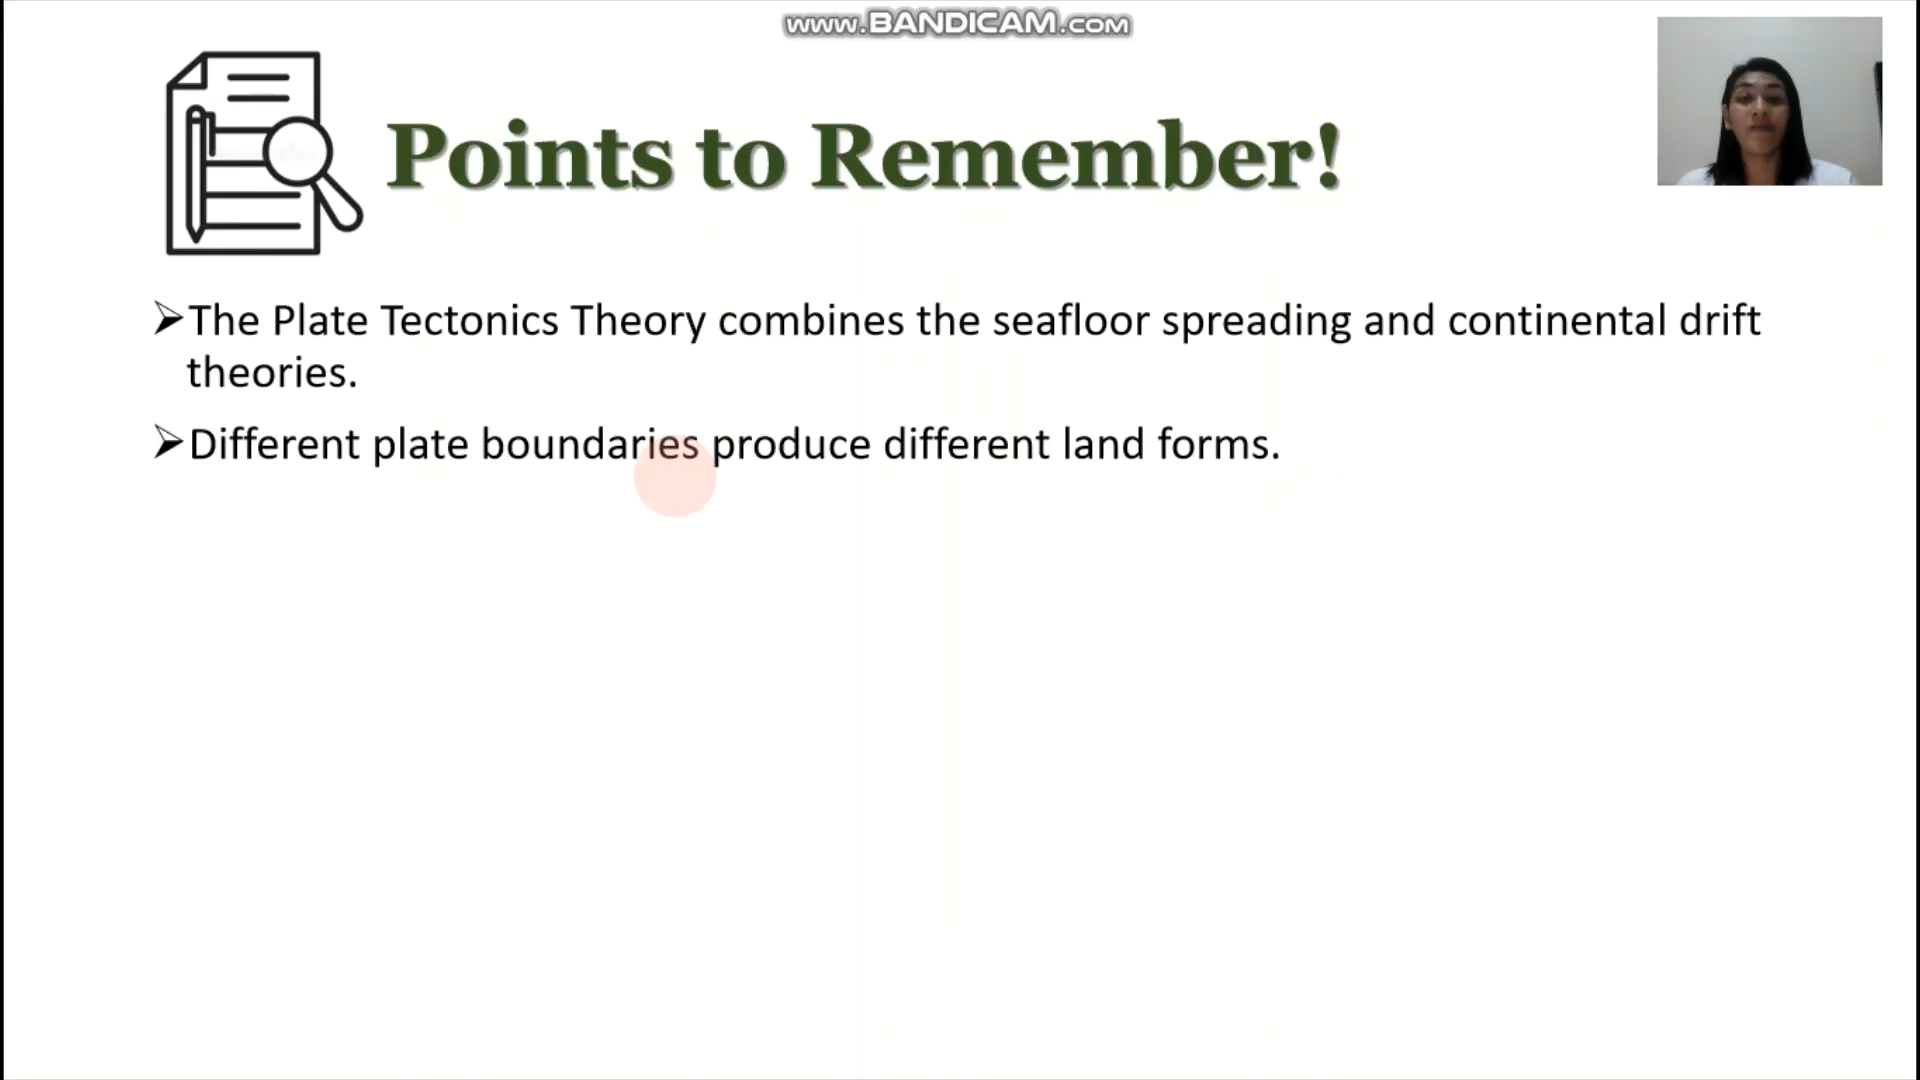 www.BANDICAM.com
Points to Remember!
➢The Plate Tectonics Theory combines the seafloor spreading and continental drift
theories.
➢Different plate boundaries produce different land forms.